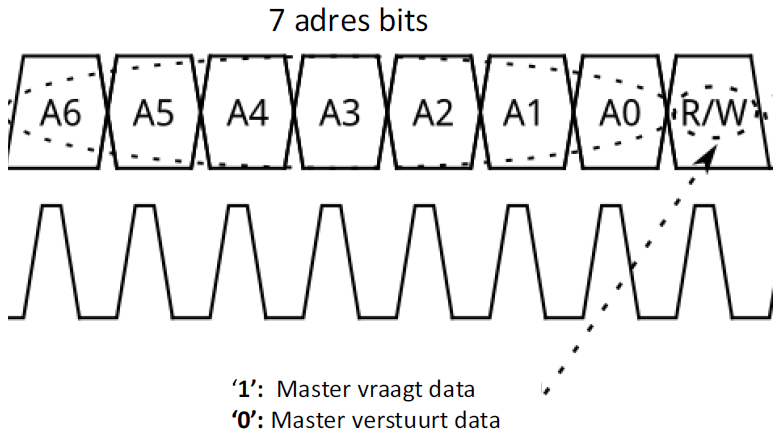 7 adres bits
A6 A5 A4 A3 A2 A1 A0 R/W
‘1’: Master vraagt data
‘0’: Master verstuurt data